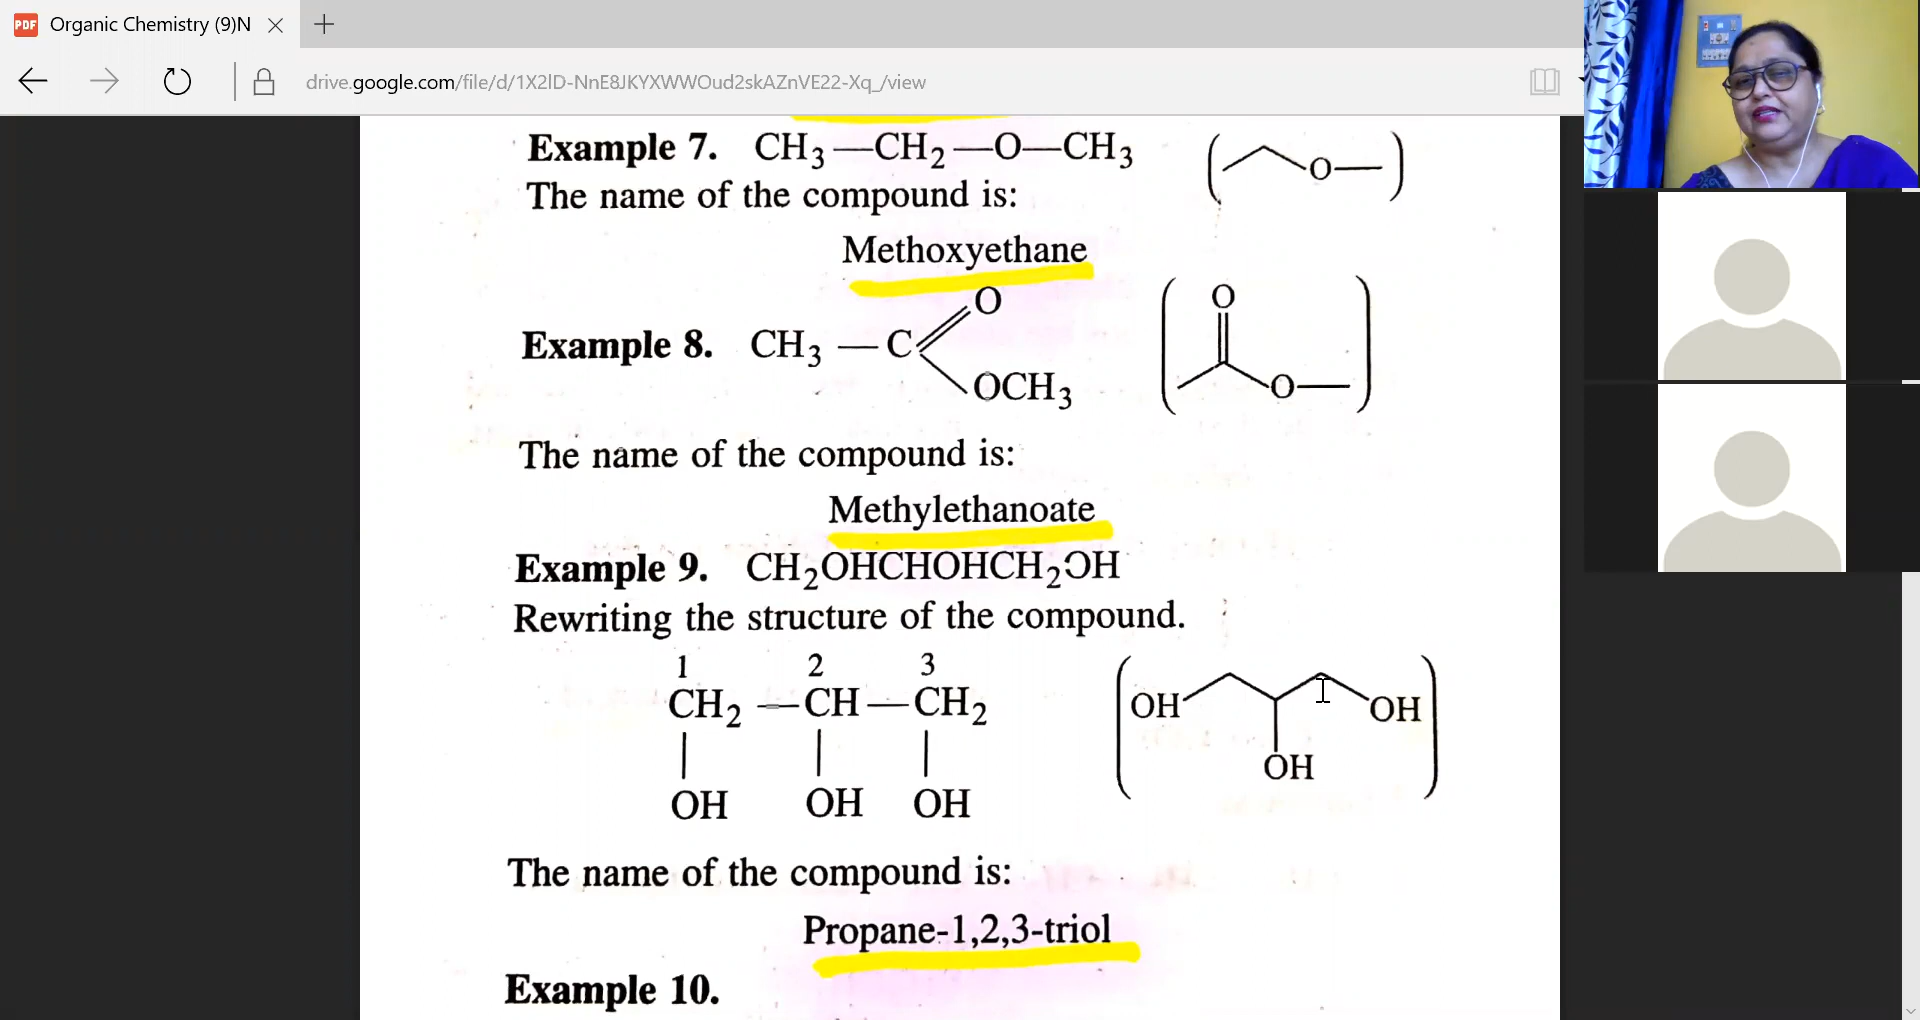 PDF Organic Chemistry (9)N
drive.google.com/file/d/1X2lD-NnE8JKYXWWOud2skAZnVE22-Xq_/view
Example 7. CH3—CH2—O—CH3 ( O— )
The name of the compound is:
Methoxyethane
O O
Example 8. CH3 — C
OCH3 O
The name of the compound is:
Methylethanoate
Example 9. CH2OHCHOHCH2OH
Rewriting the structure of the compound.
1 2 3
CH2 — CH — CH2 OH OH
OH
OH OH OH
The name of the compound is:
Propane-1,2,3-triol
Example 10.